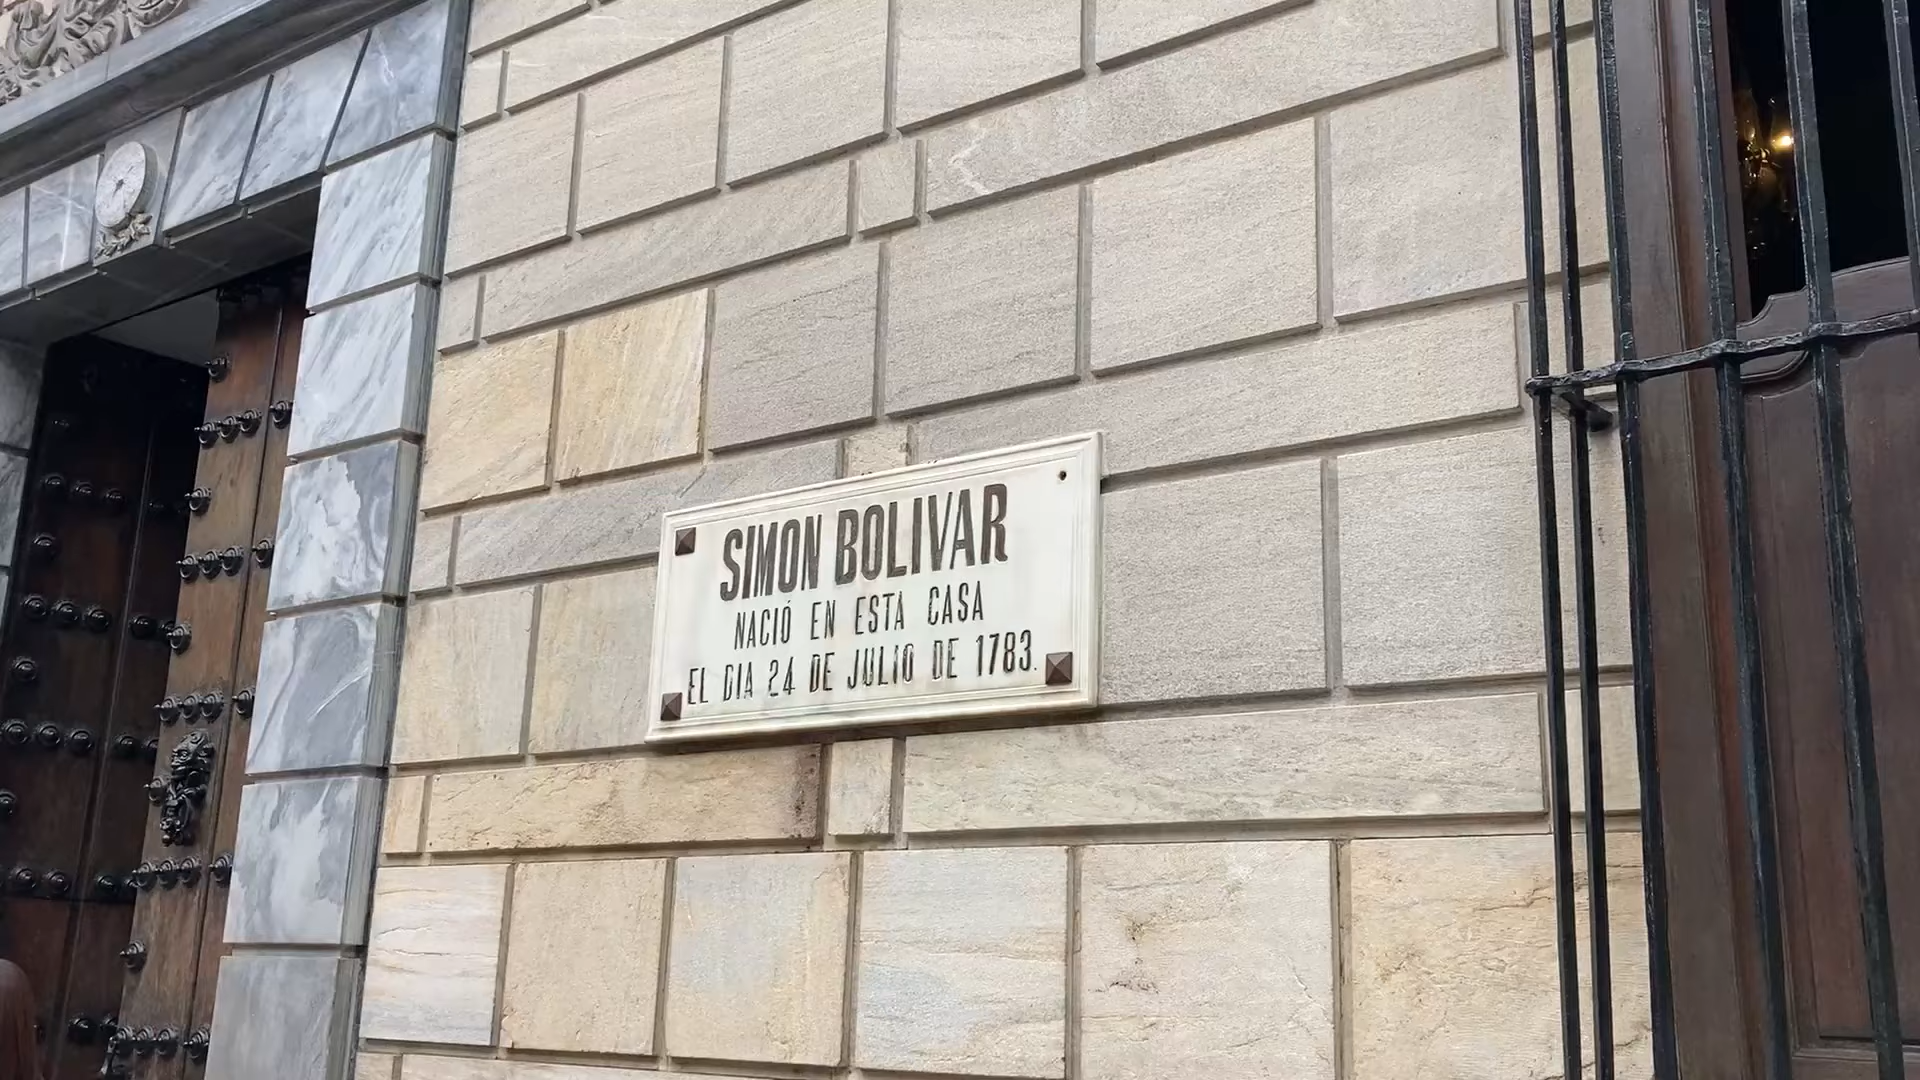 SIMON BOLIVAR
NACIÓ EN ESTA CASA
EL DIA 24 DE JULIO DE 1783.